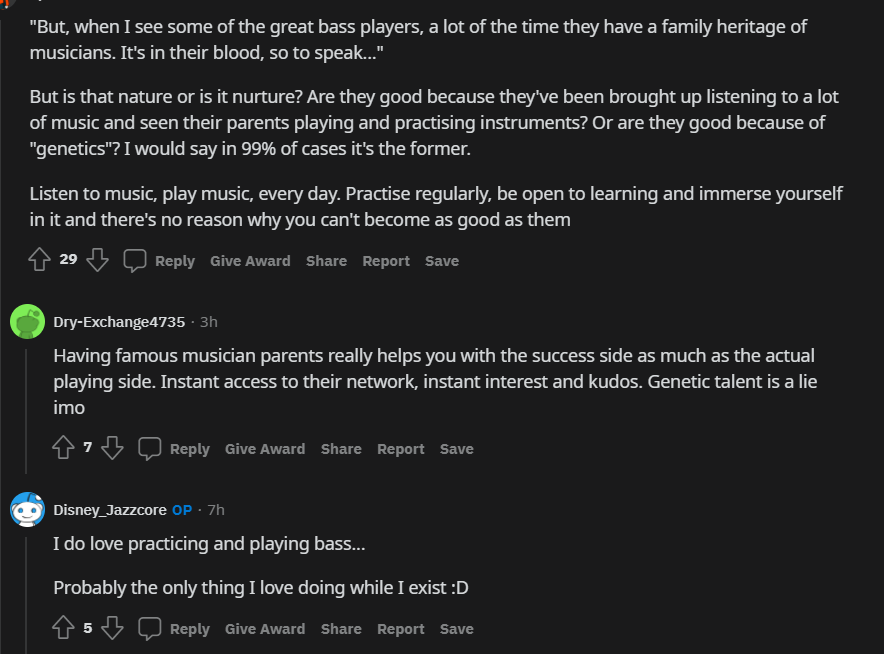 "But, when I see some of the great bass players, a lot of the time they have a family heritage of
musicians. It's in their blood, so to speak..."
But is that nature or is it nurture? Are they good because they've been brought up listening to a lot
of music and seen their parents playing and practising instruments? Or are they good because of
"genetics"? I would say in 99% of cases it's the former.
Listen to music, play music, every day. Practise regularly, be open to learning and immerse yourself
in it and there's no reason why you can't become as good as them
29 Reply Give Award Share Report Save
Dry-Exchange4735 · 3h
Having famous musician parents really helps you with the success side as much as the actual
playing side. Instant access to their network, instant interest and kudos. Genetic talent is a lie
imo
7 Reply Give Award Share Report Save
Disney_Jazzcore OP · 7h
I do love practicing and playing bass...
Probably the only thing I love doing while I exist :D
5 Reply Give Award Share Report Save